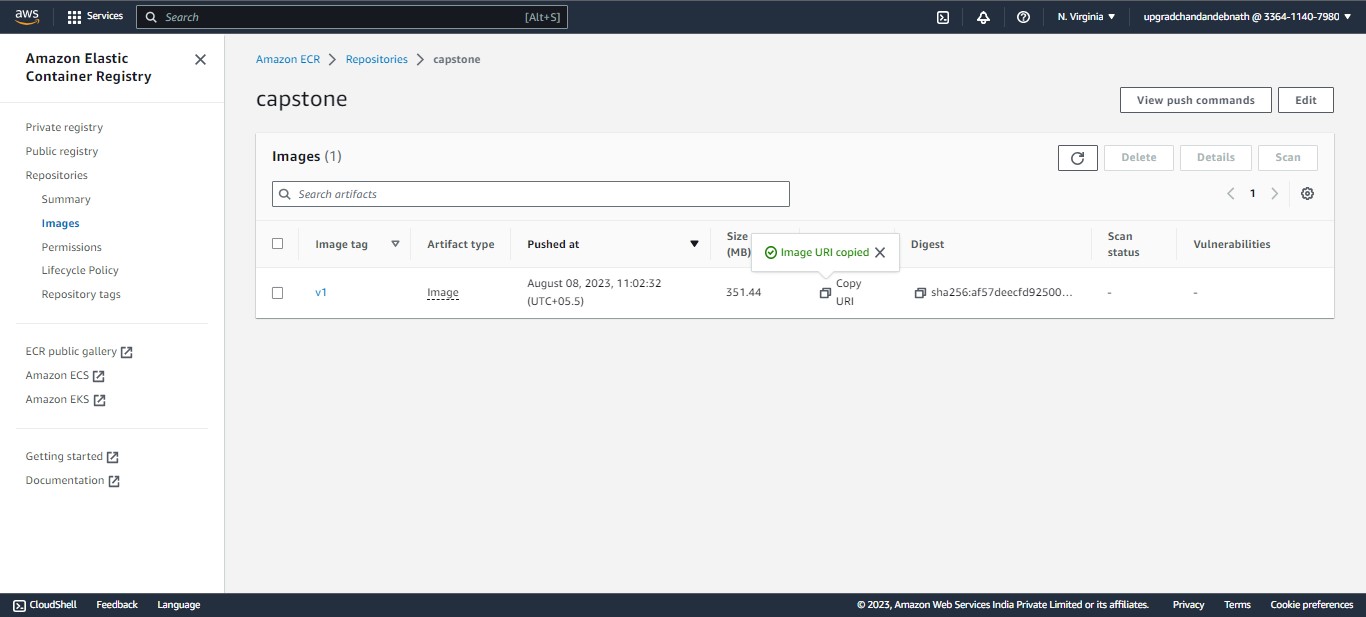 aws
Services
Search
[Alt+S]
N. Virginia
upgradchandandebnath @ 3364-1140-7980
Amazon Elastic
Container Registry
Private registry
Public registry
Repositories
Summary
Images
Permissions
Lifecycle Policy
Repository tags
ECR public gallery
Amazon ECS
Amazon EKS
Getting started
Documentation
Amazon ECR
Repositories
capstone
capstone
View push commands
Edit
Images (1)
Delete
Details
Scan
Search artifacts
1
Image tag
Artifact type
Pushed at
Size
(MB)
Image URI copied
Digest
Scan
status
Vulnerabilities
v1
Image
August 08, 2023, 11:02:32
(UTC+05.5)
351.44
Copy
URI
sha256:af57deecfd92500...
-
-
CloudShell
Feedback
Language
© 2023, Amazon Web Services India Private Limited or its affiliates.
Privacy
Terms
Cookie preferences